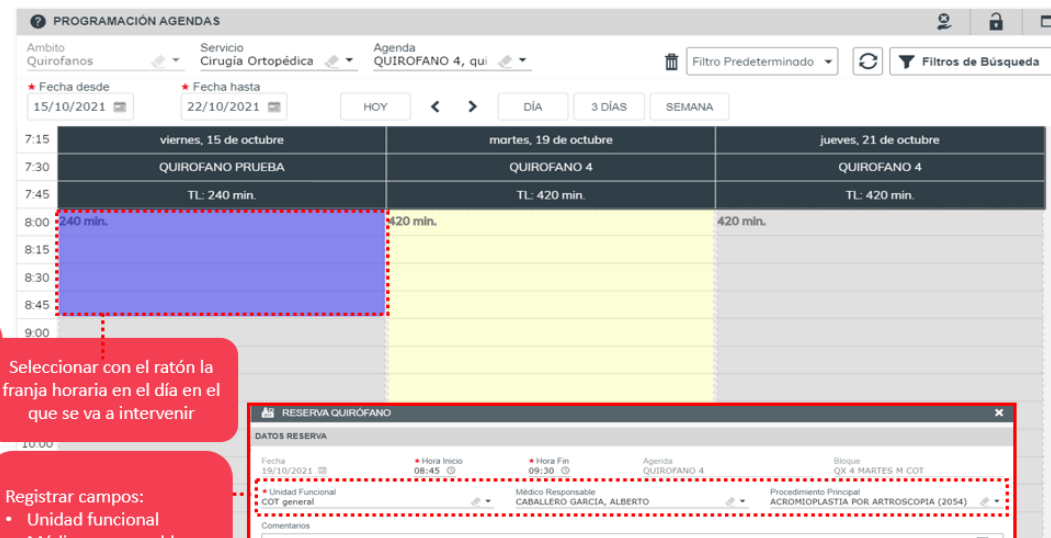 PROGRAMACIÓN AGENDAS
Ambito Servicio Agenda
Quirofanos Cirugía Ortopédica QUIROFANO 4, qui Filtro Predeterminado Filtros de Búsqueda
★ Fecha desde ★ Fecha hasta
15/10/2021 22/10/2021 HOY DÍA 3 DÍAS SEMANA
7:15 viernes, 15 de octubre martes, 19 de octubre jueves, 21 de octubre
7:30 QUIROFANO PRUEBA QUIROFANO 4 QUIROFANO 4
7:45 TL: 240 min. TL: 420 min. TL: 420 min.
8:00 240 min. 420 min. 420 min.
8:15
8:30
8:45
9:00
Seleccionar con el ratón la
franja horaria en el día en el
que se va a intervenir
10:00
RESERVA QUIRÓFANO
DATOS RESERVA
Fecha ★ Hora Inicio ★ Hora Fin Agenda Bloque
19/10/2021 08:45 09:30 QUIROFANO 4 QX 4 MARTES M COT
★ Unidad Funcional Médico Responsable Procedimiento Principal
COT general CABALLERO GARCIA, ALBERTO ACROMIOPLASTIA POR ARTROSCOPIA (2054)
Comentarios
Registrar campos:
• Unidad funcional